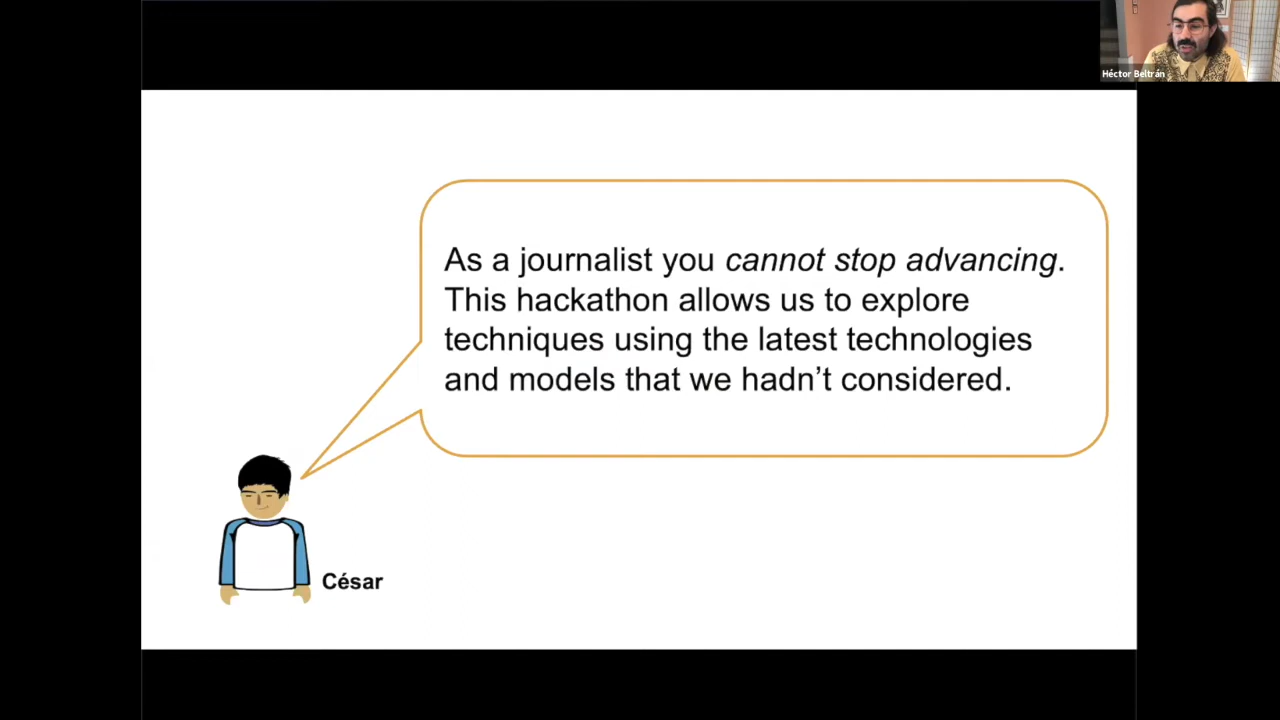 Héctor Beltrán
As a journalist you cannot stop advancing.
This hackathon allows us to explore
techniques using the latest technologies
and models that we hadn’t considered.
César